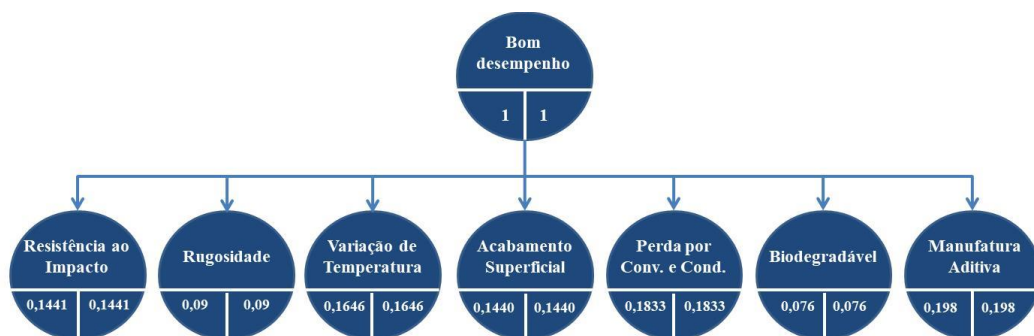 Bom
desempenho
1 1
Resistência ao
Impacto
0,1441 0,1441
Rugosidade
0,09 0,09
Variação de
Temperatura
0,1646 0,1646
Acabamento
Superficial
0,1440 0,1440
Perda por
Conv. e Cond.
0,1833 0,1833
Biodegradável
0,076 0,076
Manufatura
Aditiva
0,198 0,198